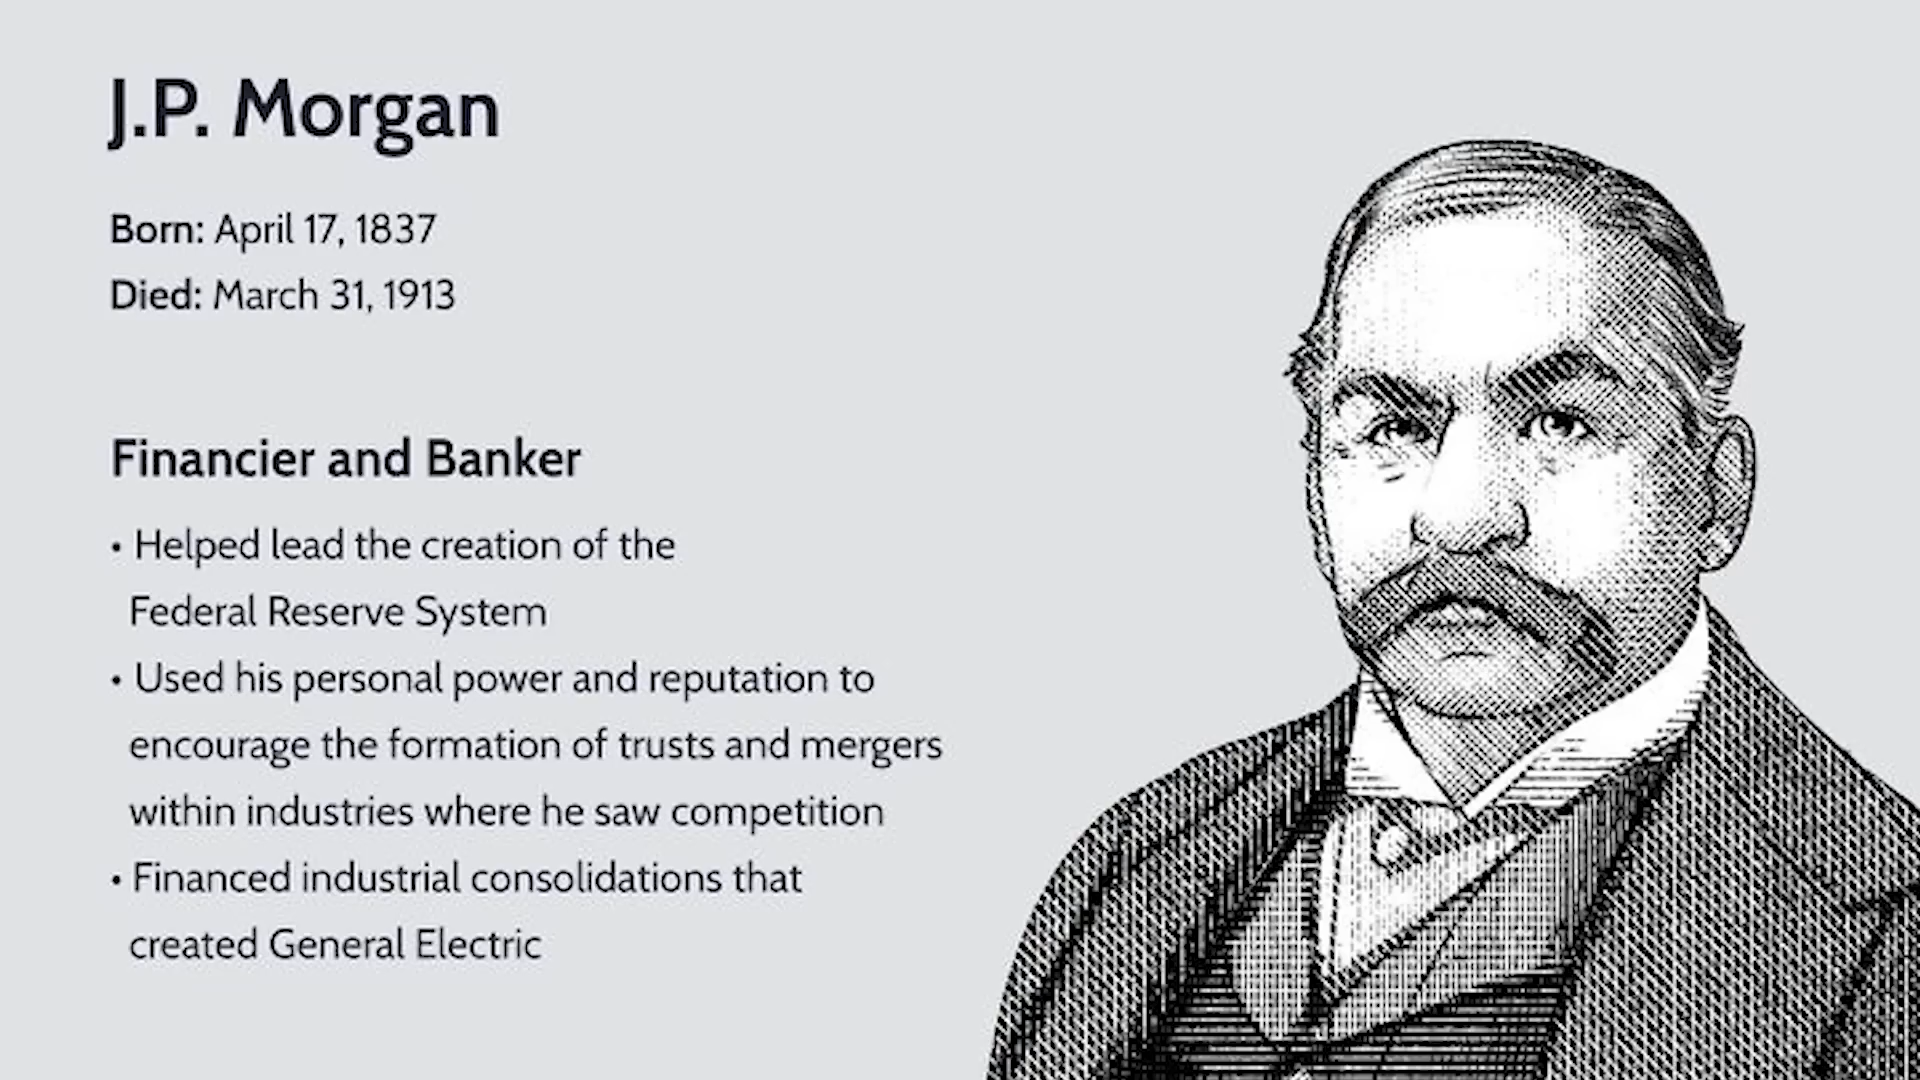 J.P. Morgan
Born: April 17, 1837
Died: March 31, 1913
Financier and Banker
• Helped lead the creation of the
Federal Reserve System
• Used his personal power and reputation to
encourage the formation of trusts and mergers
within industries where he saw competition
• Financed industrial consolidations that
created General Electric